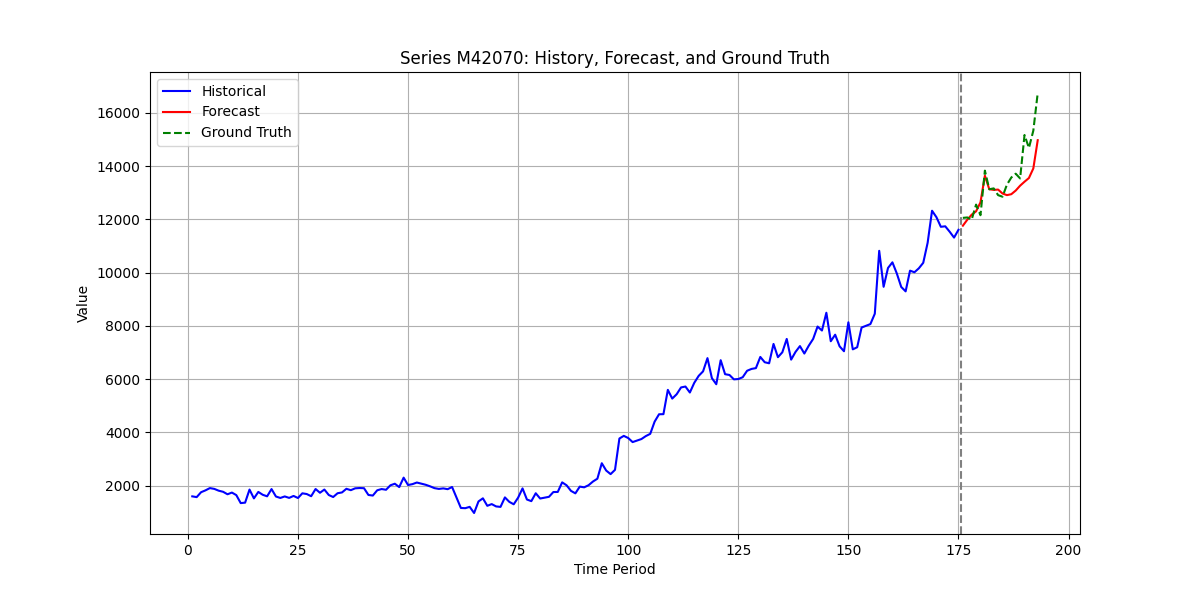 Series M42070: History, Forecast, and Ground Truth
Historical
Forecast
Ground Truth
16000
14000
12000
10000
8000
6000
4000
2000
Value
0 25 50 75 100 125 150 175 200
Time Period